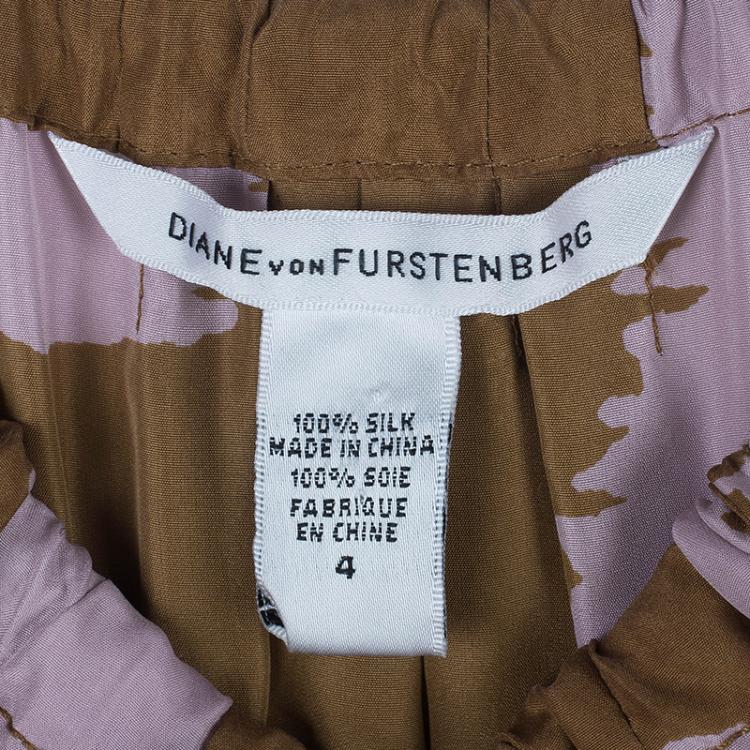 DIANE VON FURSTENBERG
100% SILK
MADE IN CHINA
100% SOIE
FABRIQUE
EN CHINE
4